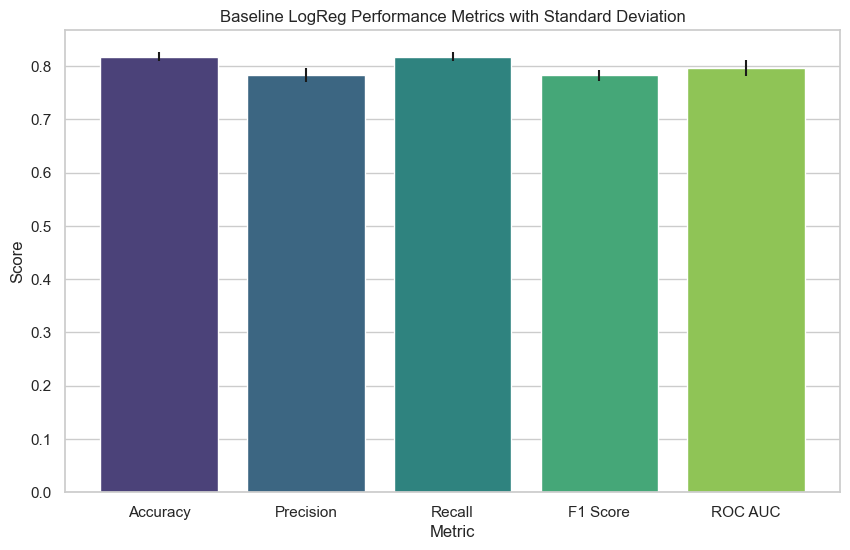 Baseline LogReg Performance Metrics with Standard Deviation
Score
0.8
0.7
0.6
0.5
0.4
0.3
0.2
0.1
0.0
Accuracy
Precision
Recall
F1 Score
ROC AUC
Metric